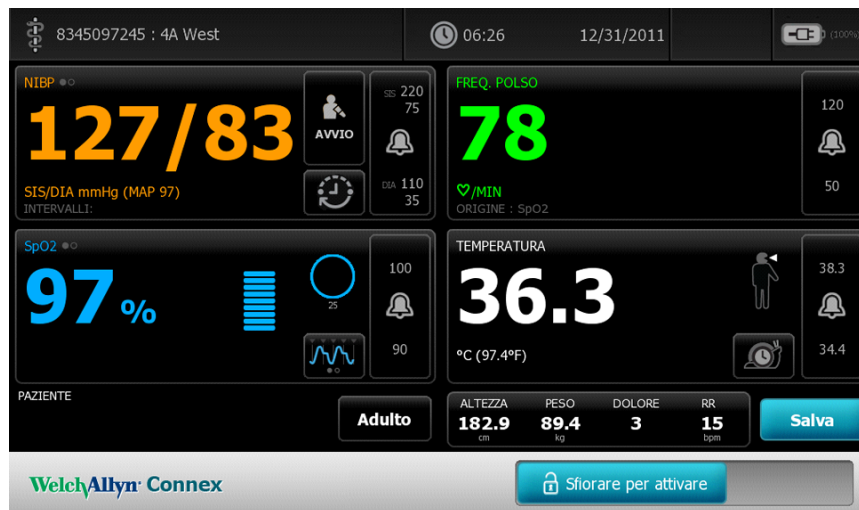 8345097245 : 4A West
06:26
12/31/2011
(100%)
NIBP
127/83
SIS/DIA mmHg (MAP 97)
INTERVALLI:
AVVIO
SIS 220
75
DIA 110
35
FREQ. POLSO
78
/MIN
ORIGINE : SpO2
120
50
SpO2
97 %
25
100
90
TEMPERATURA
36.3
°C (97.4°F)
38.3
34.4
PAZIENTE
Adulto
ALTEZZA PESO DOLORE RR
182.9 89.4 3 15
cm kg bpm
Salva
WelchAllyn® Connex
Sfiorare per attivare